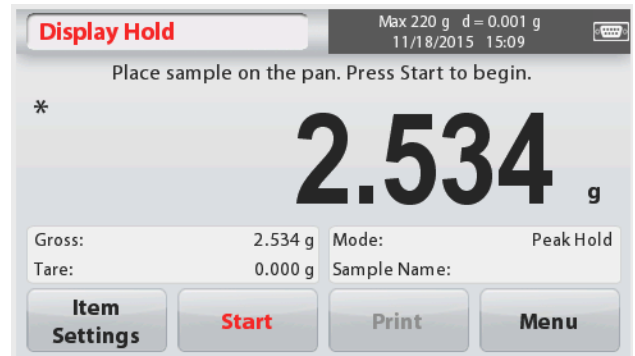 Display Hold
Max 220 g d = 0.001 g
11/18/2015 15:09
Place sample on the pan. Press Start to begin.
*
2.534 g
Gross: 2.534 g Mode: Peak Hold
Tare: 0.000 g Sample Name:
Item
Settings
Start
Print
Menu